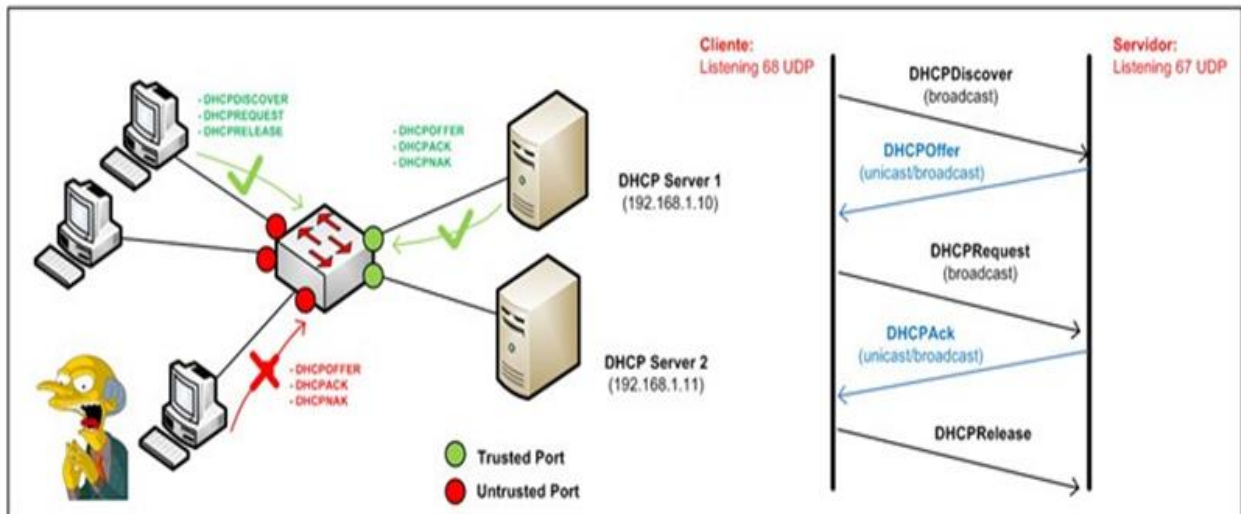 - DHCPDISCOVER
- DHCPREQUEST
- DHCPRELEASE
- DHCPOFFER
- DHCPACK
- DHCPNAK
DHCP Server 1
(192.168.1.10)
DHCP Server 2
(192.168.1.11)
- DHCPOFFER
- DHCPACK
- DHCPNAK
Trusted Port
Untrusted Port
Cliente:
Listening 68 UDP
Servidor:
Listening 67 UDP
DHCPDiscover
(broadcast)
DHCPOffer
(unicast/broadcast)
DHCPRequest
(broadcast)
DHCPAck
(unicast/broadcast)
DHCPRelease